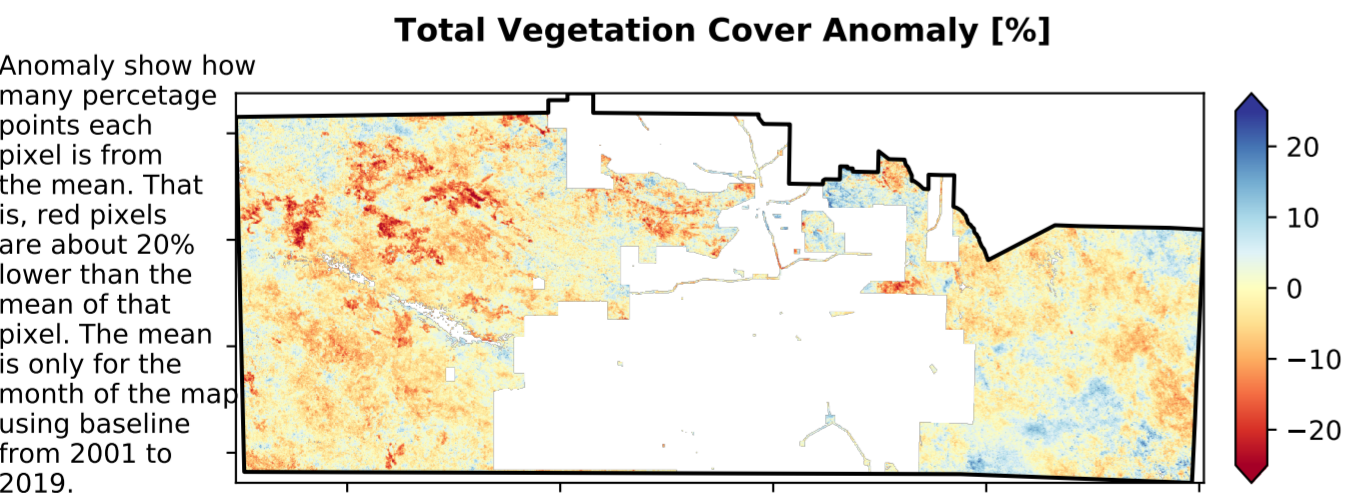 Total Vegetation Cover Anomaly [%]
Anomaly show how
many percetage
points each
pixel is from
the mean. That
is, red pixels
are about 20%
lower than the
mean of that
pixel. The mean
is only for the
month of the map
using baseline
from 2001 to
2019.
20
10
0
−10
−20